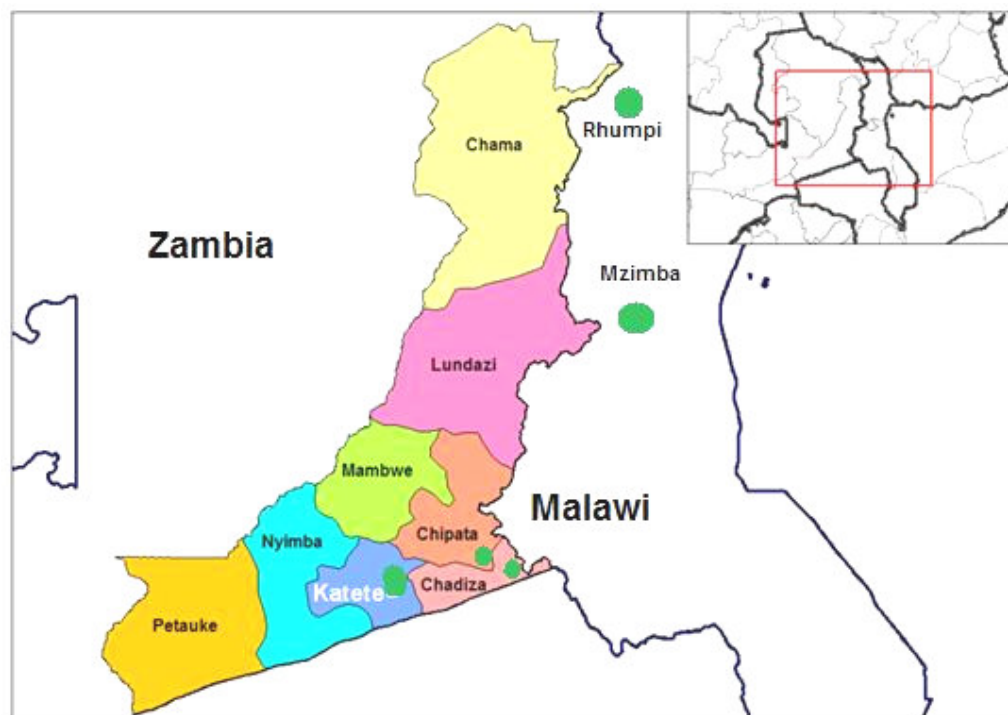 Rhumpi
Chama
Zambia
Mzimba
Lundazi
Mambwe
Malawi
Chipata
Nyimba
Chadiza
Katete
Petauke